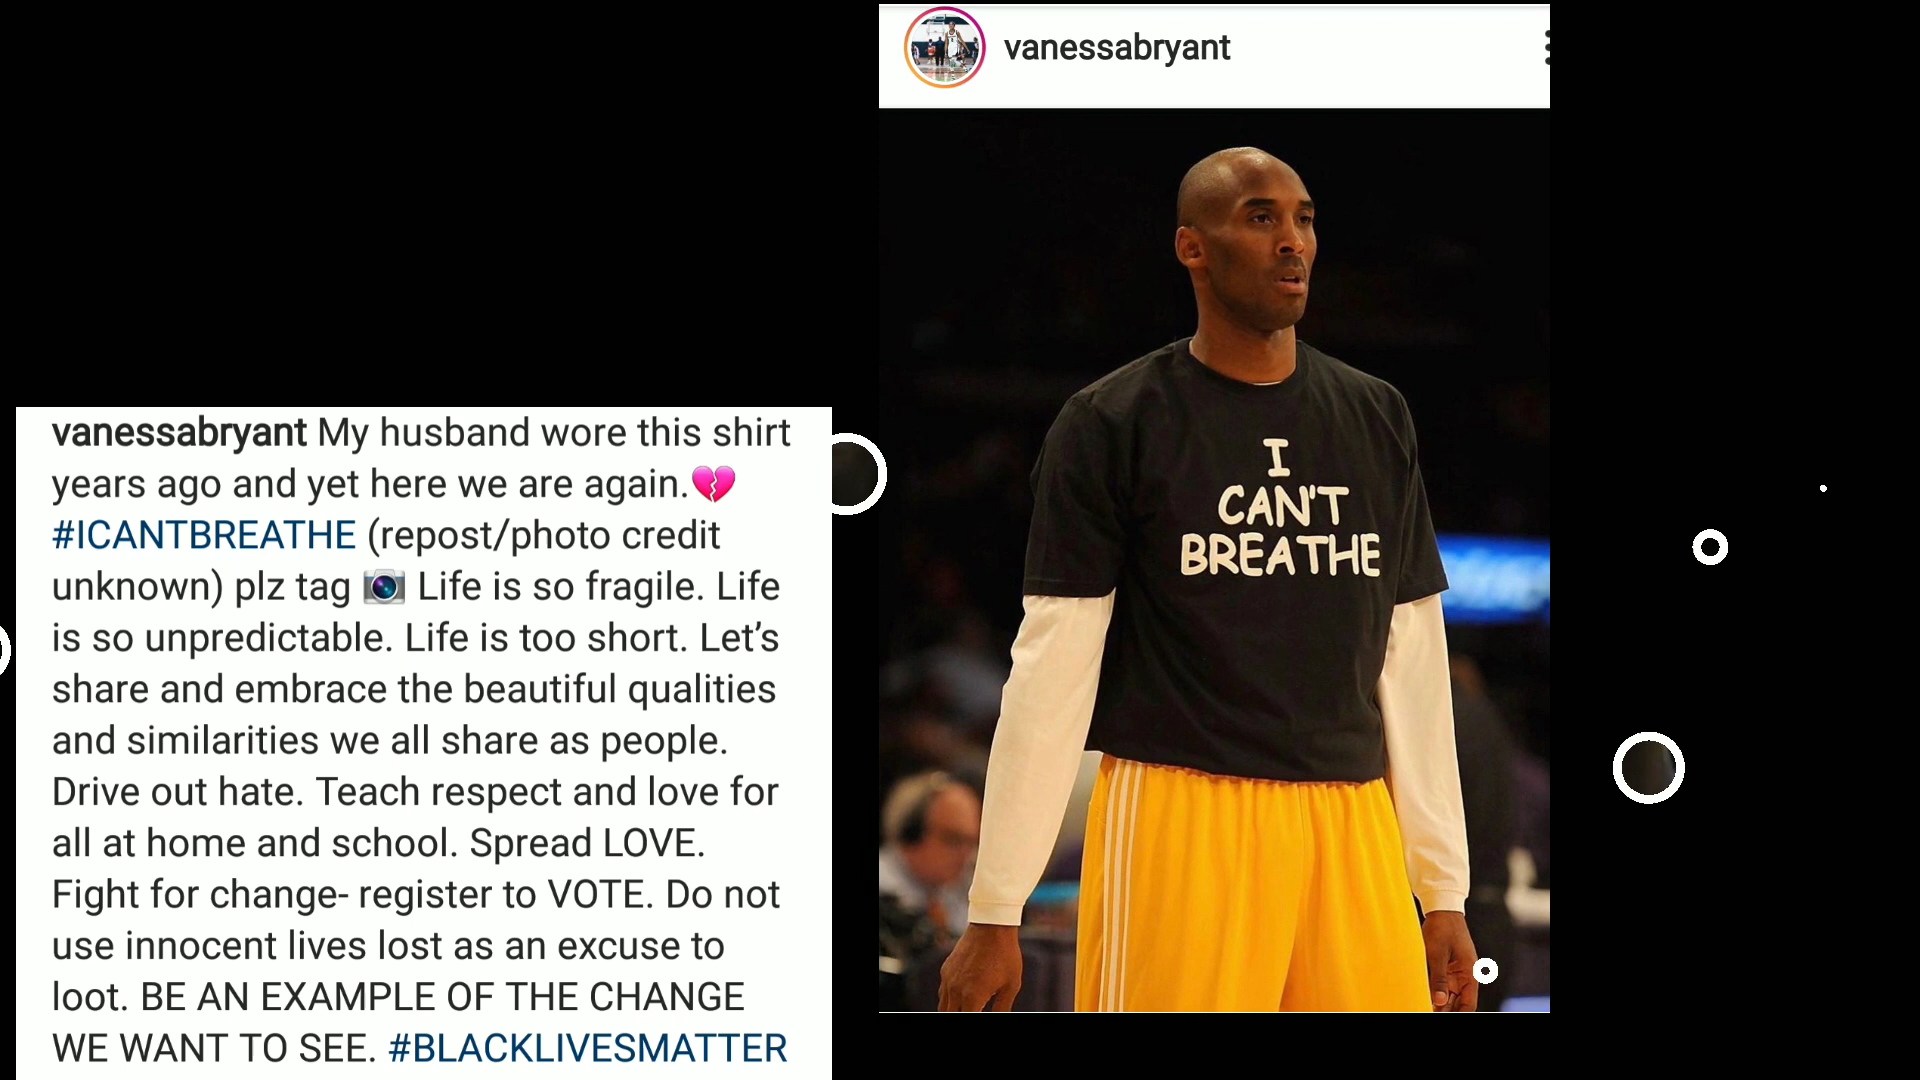 vanessabryant
I
CAN'T
BREATHE
vanessabryant My husband wore this shirt
years ago and yet here we are again.💔
#ICANTBREATHE (repost/photo credit
unknown) plz tag 📷 Life is so fragile. Life
is so unpredictable. Life is too short. Let’s
share and embrace the beautiful qualities
and similarities we all share as people.
Drive out hate. Teach respect and love for
all at home and school. Spread LOVE.
Fight for change- register to VOTE. Do not
use innocent lives lost as an excuse to
loot. BE AN EXAMPLE OF THE CHANGE
WE WANT TO SEE. #BLACKLIVESMATTER